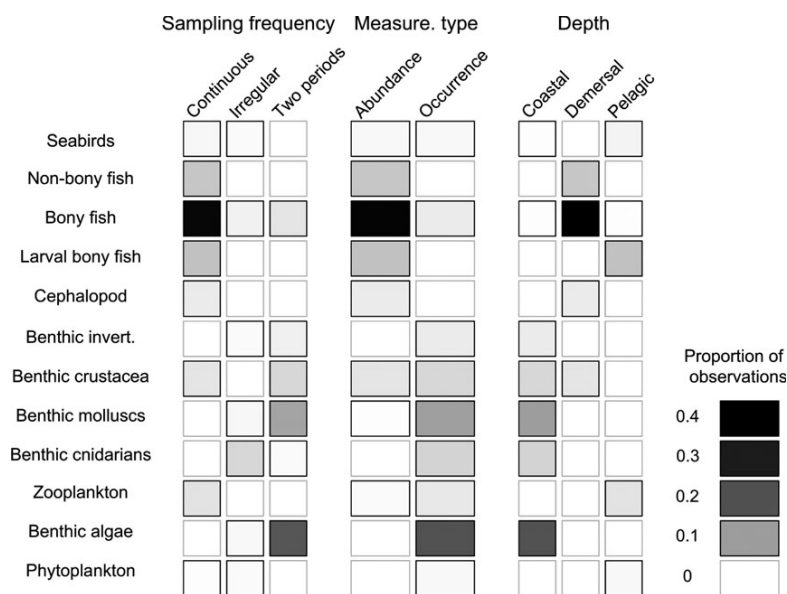 Sampling frequency Measure. type Depth
Continuous Irregular Two periods Abundance Occurrence Coastal Demersal Pelagic
Seabirds
Non-bony fish
Bony fish
Larval bony fish
Cephalopod
Benthic invert.
Benthic crustacea
Benthic molluscs
Benthic cnidarians
Zooplankton
Benthic algae
Phytoplankton
Proportion of
observations
0.4
0.3
0.2
0.1
0